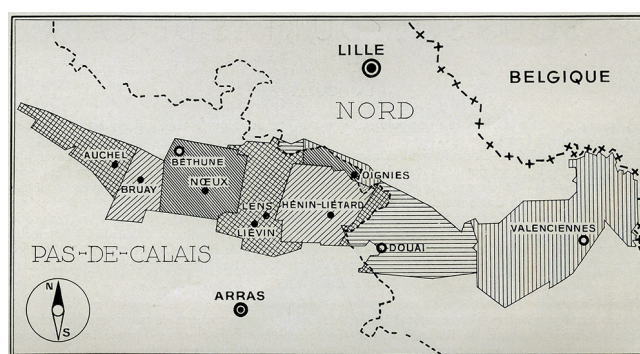 LILLE
BELGIQUE
NORD
AUCHEL
BÉTHUNE
BRUAY
NŒUX
OIGNIES
LENS
HÉNIN-LIÉTARD
LIÉVIN
VALENCIENNES
DOUAI
PAS-DE-CALAIS
ARRAS
N
S